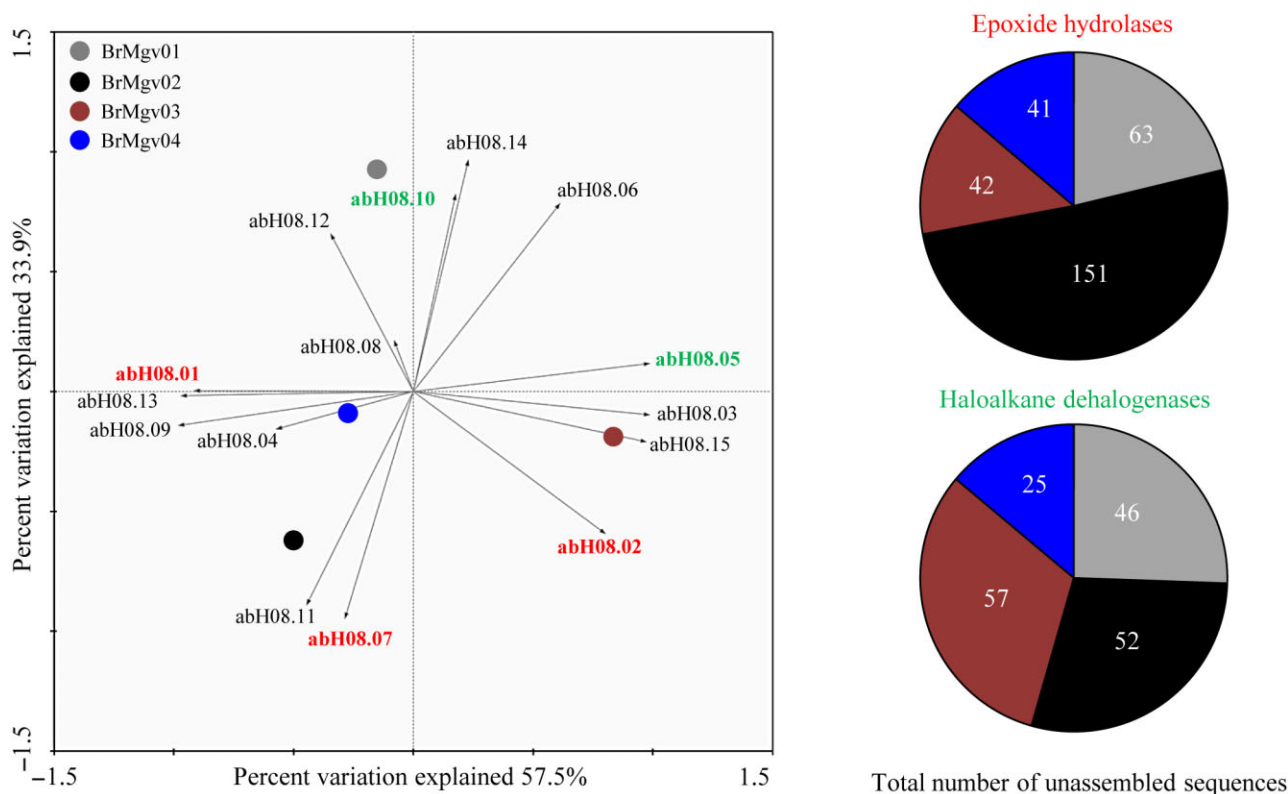 1.5
BrMgv01
BrMgv02
BrMgv03
BrMgv04
abH08.14
abH08.10
abH08.06
abH08.12
abH08.08
abH08.05
abH08.01
abH08.13
abH08.03
abH08.09
abH08.04
abH08.15
abH08.02
abH08.11
abH08.07
Percent variation explained 33.9%
−1.5
−1.5
Percent variation explained 57.5%
1.5
Epoxide hydrolases
41
63
42
151
Haloalkane dehalogenases
25
46
57
52
Total number of unassembled sequences